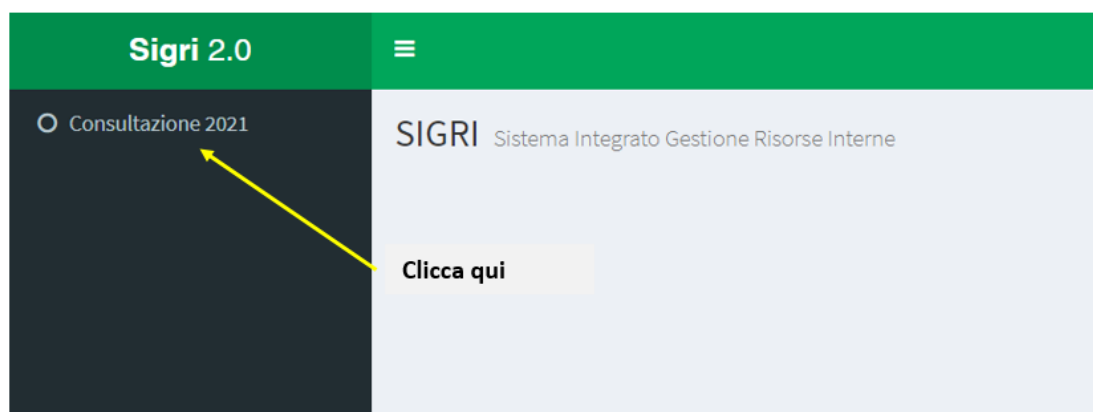 Sigri 2.0
Consultazione 2021
SIGRI Sistema Integrato Gestione Risorse Interne
Clicca qui